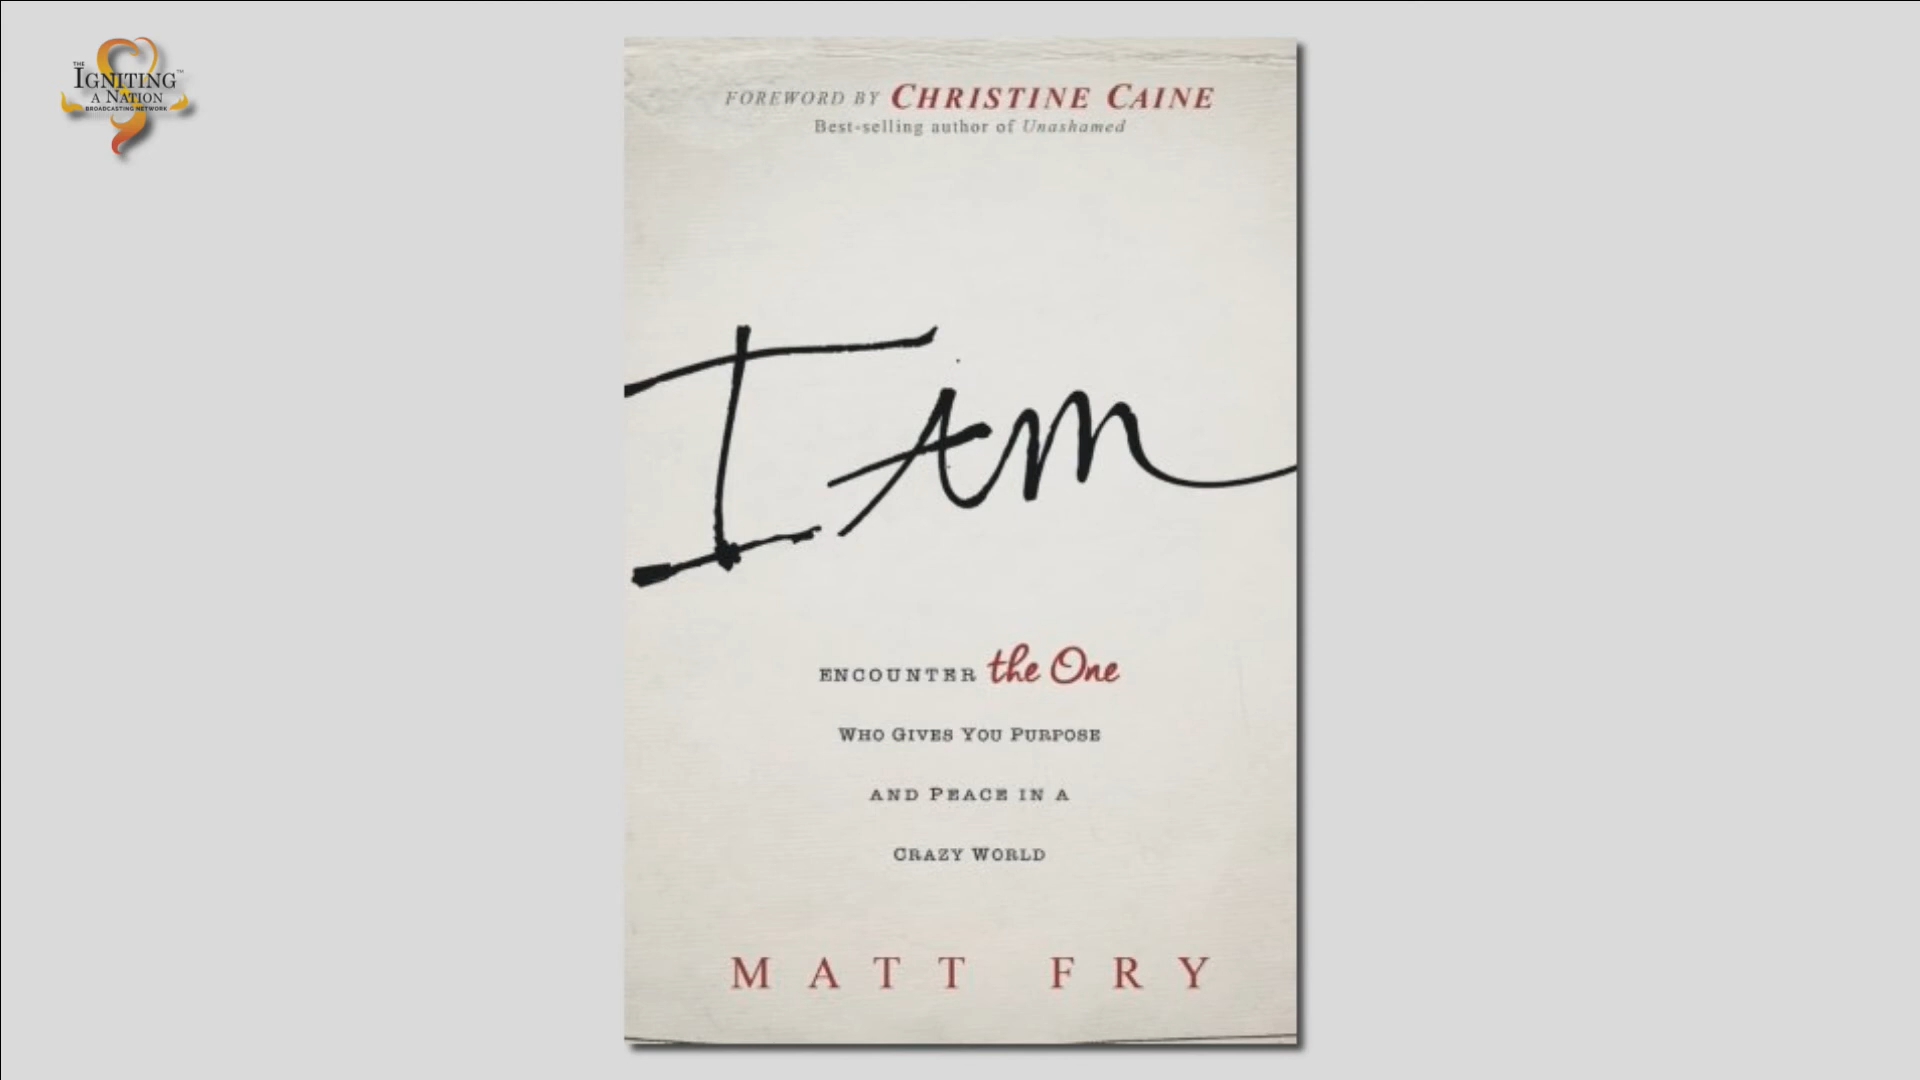 THE
IGNITING™
A NATION
BROADCASTING NETWORK
FOREWORD BY CHRISTINE CAINE
Best-selling author of Unashamed
I Am
ENCOUNTER the One
WHO GIVES YOU PURPOSE
AND PEACE IN A
CRAZY WORLD
MATT FRY